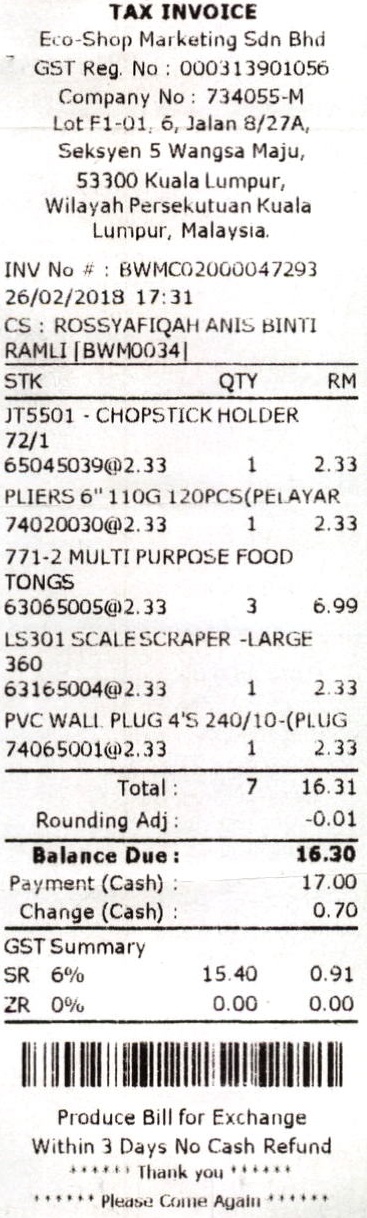 TAX INVOICE
Eco-Shop Marketing Sdn Bhd
GST Reg. No : 000313901056
Company No : 734055-M
Lot F1-01, 6, Jalan 8/27A,
Seksyen 5 Wangsa Maju,
53300 Kuala Lumpur,
Wilayah Persekutuan Kuala
Lumpur, Malaysia.
INV No # : BWMC02000047293
26/02/2018 17:31
CS : ROSSYAFIQAH ANIS BINTI
RAMLI [BWM0034]
STK QTY RM
JT5501 - CHOPSTICK HOLDER
72/1
65045039@2.33 1 2.33
PLIERS 6" 110G 120PCS(PELAYAR
74020030@2.33 1 2.33
771-2 MULTI PURPOSE FOOD
TONGS
63065005@2.33 3 6.99
LS301 SCALE SCRAPER -LARGE
360
63165004@2.33 1 2.33
PVC WALL PLUG 4'S 240/10-(PLUG
74065001@2.33 1 2.33
Total : 7 16.31
Rounding Adj : -0.01
Balance Due : 16.30
Payment (Cash) : 17.00
Change (Cash) : 0.70
GST Summary
SR 6% 15.40 0.91
ZR 0% 0.00 0.00
Produce Bill for Exchange
Within 3 Days No Cash Refund
****** Thank you ******
****** Please Come Again ******